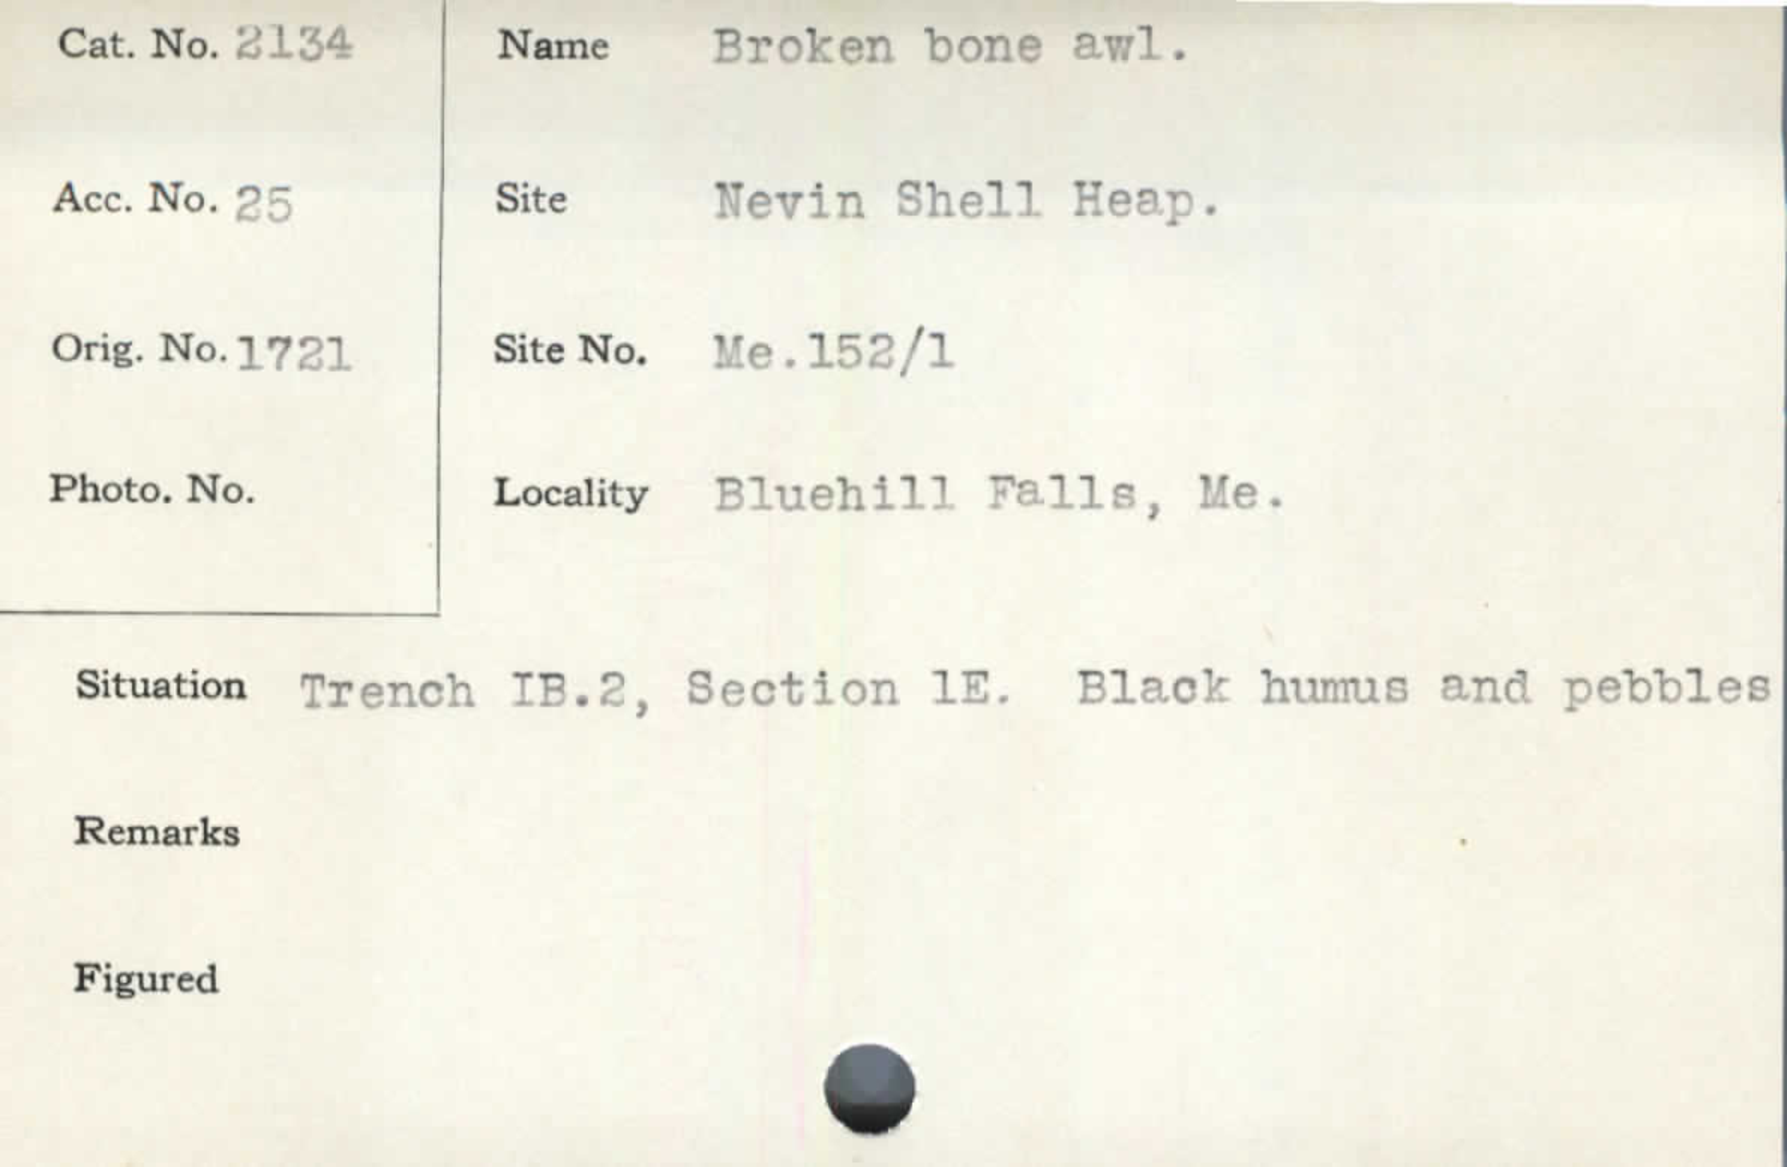 Cat. No. 2134
Name Broken bone awl.
Acc. No. 25
Site Nevin Shell Heap.
Orig. No. 1721
Site No. Me.152/1
Photo. No.
Locality Bluehill Falls, Me.
Situation Trench IB.2, Section 1E. Black humus and pebbles
Remarks
Figured